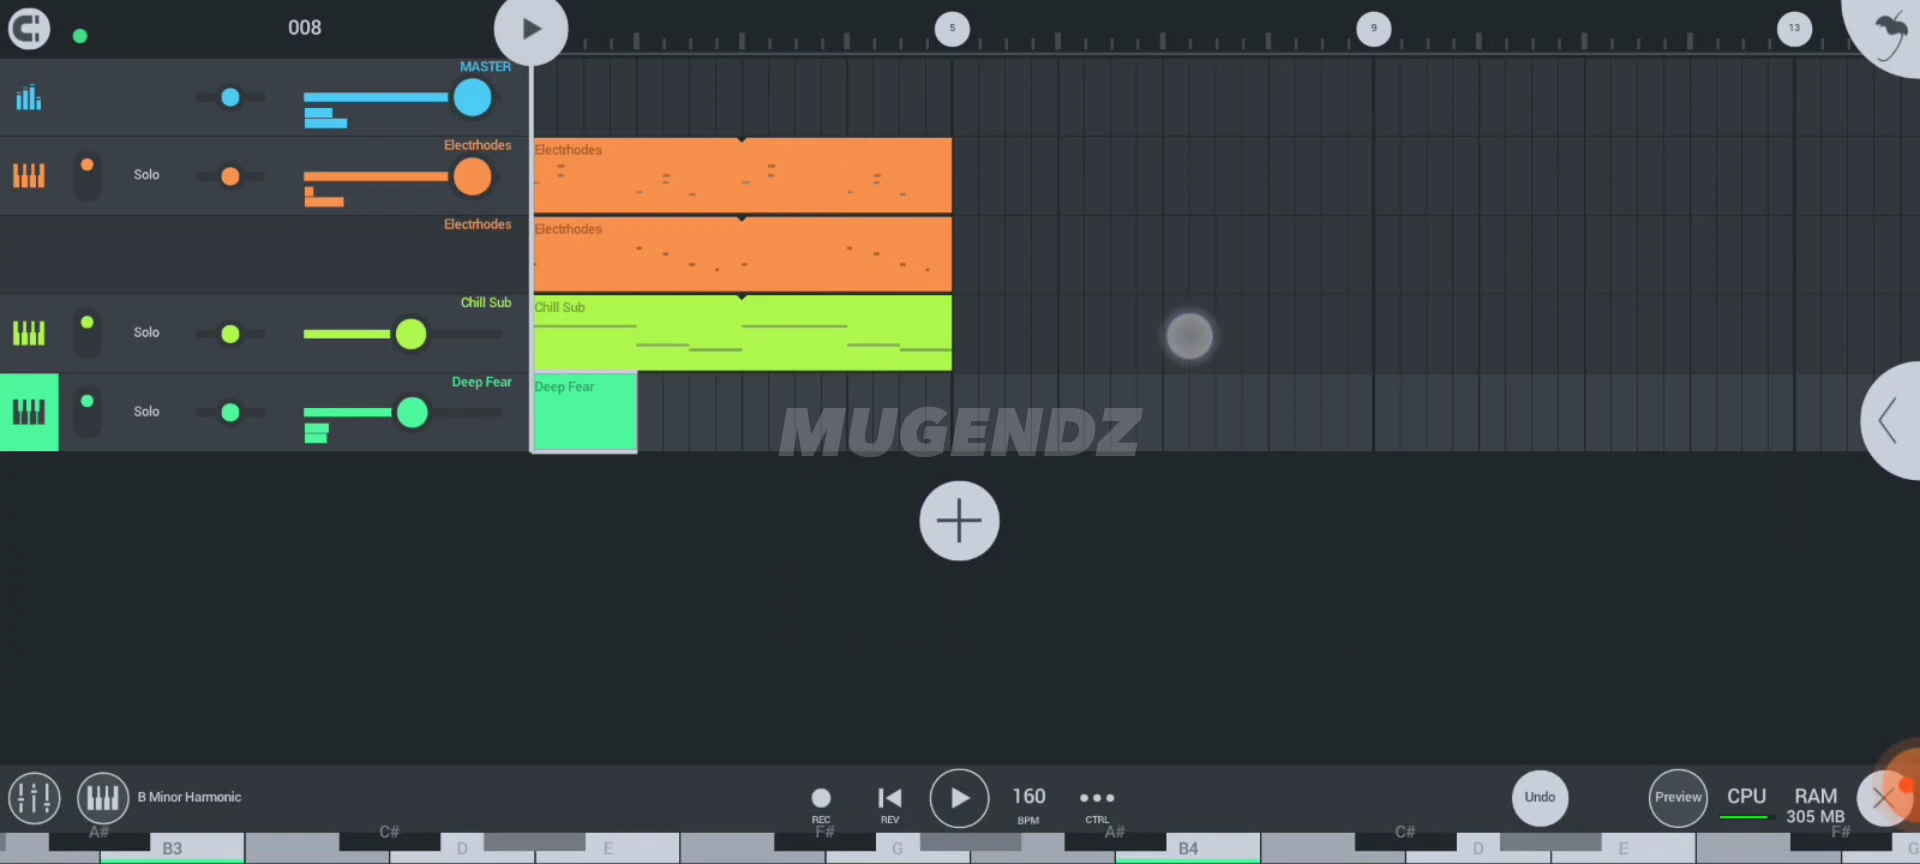 008
5
9
13
MASTER
Electrhodes
Solo
Electrhodes
Electrhodes
Electrhodes
Chill Sub
Solo
Chill Sub
Deep Fear
Solo
Deep Fear
MUGENDZ
B Minor Harmonic
REC
REV
160
BPM
CTRL
Undo
Preview
CPU
RAM
305 MB
A#
C#
F#
A#
C#
F#
B3
D
E
G
B4
D
E
G